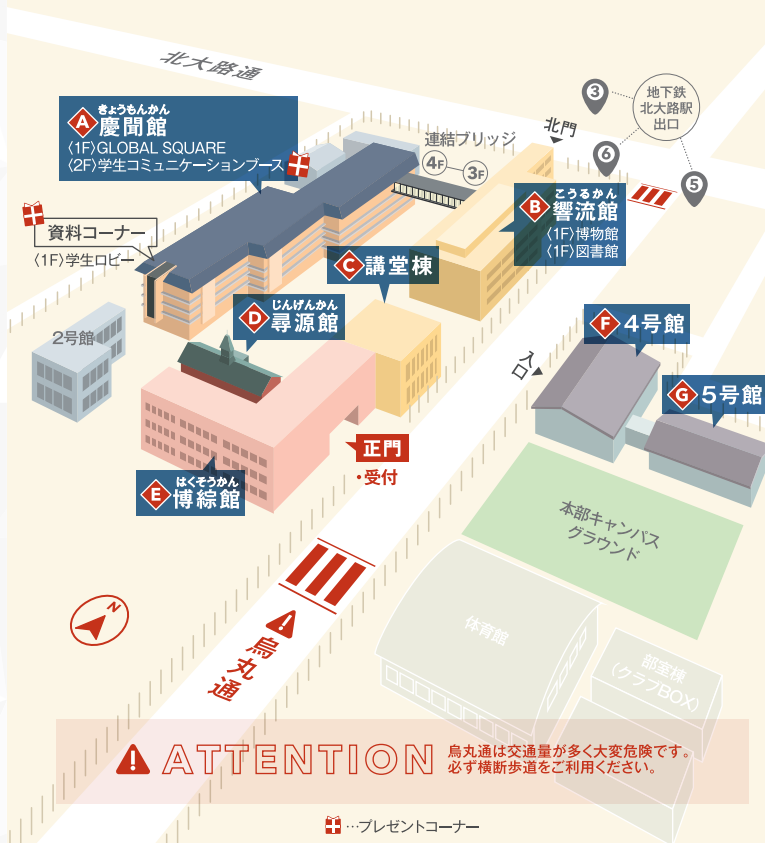 北大路通
きょうもんかん
A 慶聞館
〈1F〉GLOBAL SQUARE
〈2F〉学生コミュニケーションブース
資料コーナー
〈1F〉学生ロビー
連結ブリッジ
4F
3F
北門
3
地下鉄
北大路駅
出口
6
5
こうるかん
B 響流館
〈1F〉博物館
〈1F〉図書館
C 講堂棟
じんげんかん
D 尋源館
2号館
F 4号館
入口
G 5号館
正門
・受付
はくそうかん
E 博綜館
本部キャンパス
グラウンド
N
烏丸通
体育館
部室棟
(クラブBOX)
ATTENTION
烏丸通は交通量が多く大変危険です。
必ず横断歩道をご利用ください。
…プレゼントコーナー